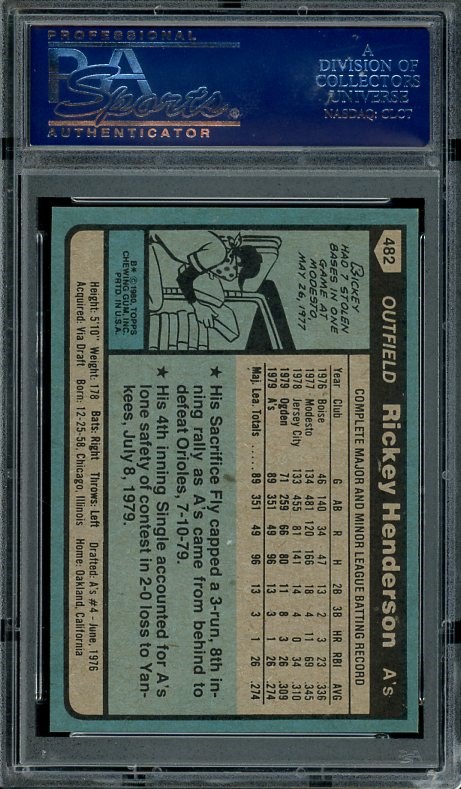 PROFESSIONAL
PSA
Sports
AUTHENTICATOR
A
DIVISION OF
COLLECTORS
UNIVERSE
NASDAQ: CLCT
482 OUTFIELD Rickey Henderson A's
RICKEY
HAD 7 STOLEN
BASES IN ONE
GAME AT
MODESTO,
MAY 26, 1977
B* © 1980 TOPPS
CHEWING GUM, INC.
PRTD. IN U.S.A.
COMPLETE MAJOR AND MINOR LEAGUE BATTING RECORD
Year Club G AB R H 2B 3B HR RBI AVG
1976 Boise 46 140 34 47 13 2 3 23 .336
1977 Modesto 134 481 120 166 18 4 11 69 .345
1978 Jersey City 133 455 81 141 14 4 0 34 .310
1979 Ogden 71 259 66 80 11 8 3 26 .309
1979 A's 89 351 49 96 13 3 1 26 .274
Maj. Lea. Totals 89 351 49 96 13 3 1 26 .274
★ His Sacrifice Fly capped a 3-run, 8th in-
ning rally as A's came from behind to
defeat Orioles, 7-10-79.
★ His 4th inning Single accounted for A's
lone safety of contest in 2-0 loss to Yan-
kees, July 8, 1979.
Height: 5'10" Weight: 178 Bats: Right Throws: Left Drafted: A's #4 - June, 1976
Acquired: Via Draft Born: 12-25-58, Chicago, Illinois Home: Oakland, California